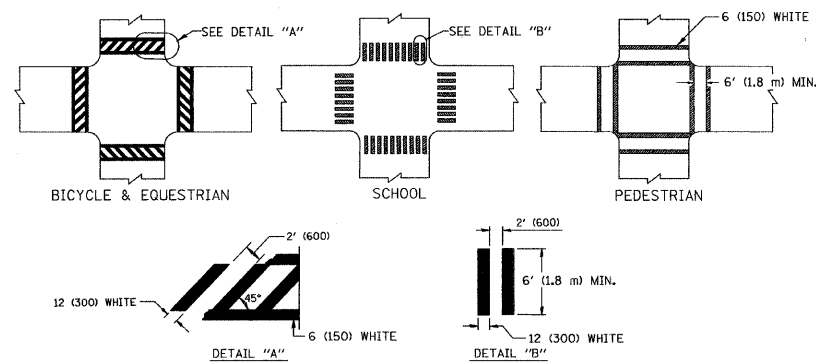 SEE DETAIL "A"
SEE DETAIL "B"
6 (150) WHITE
6' (1.8 m) MIN.
BICYCLE & EQUESTRIAN
SCHOOL
PEDESTRIAN
2' (600)
12 (300) WHITE
45°
6 (150) WHITE
DETAIL "A"
2' (600)
6' (1.8 m) MIN.
12 (300) WHITE
DETAIL "B"